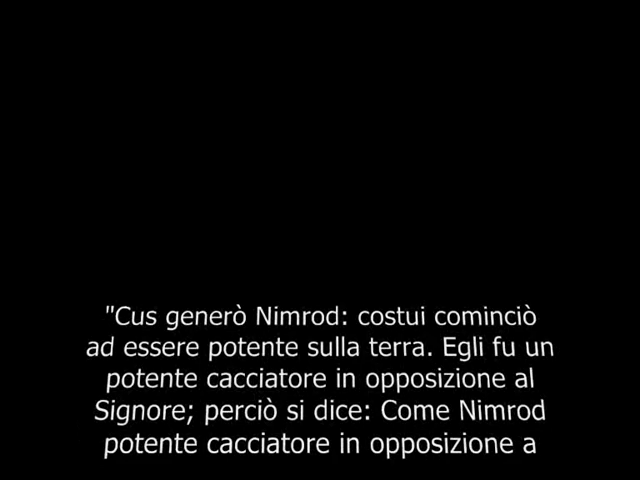 "Cus generò Nimrod: costui cominciò
ad essere potente sulla terra. Egli fu un
potente cacciatore in opposizione al
Signore; perciò si dice: Come Nimrod
potente cacciatore in opposizione a